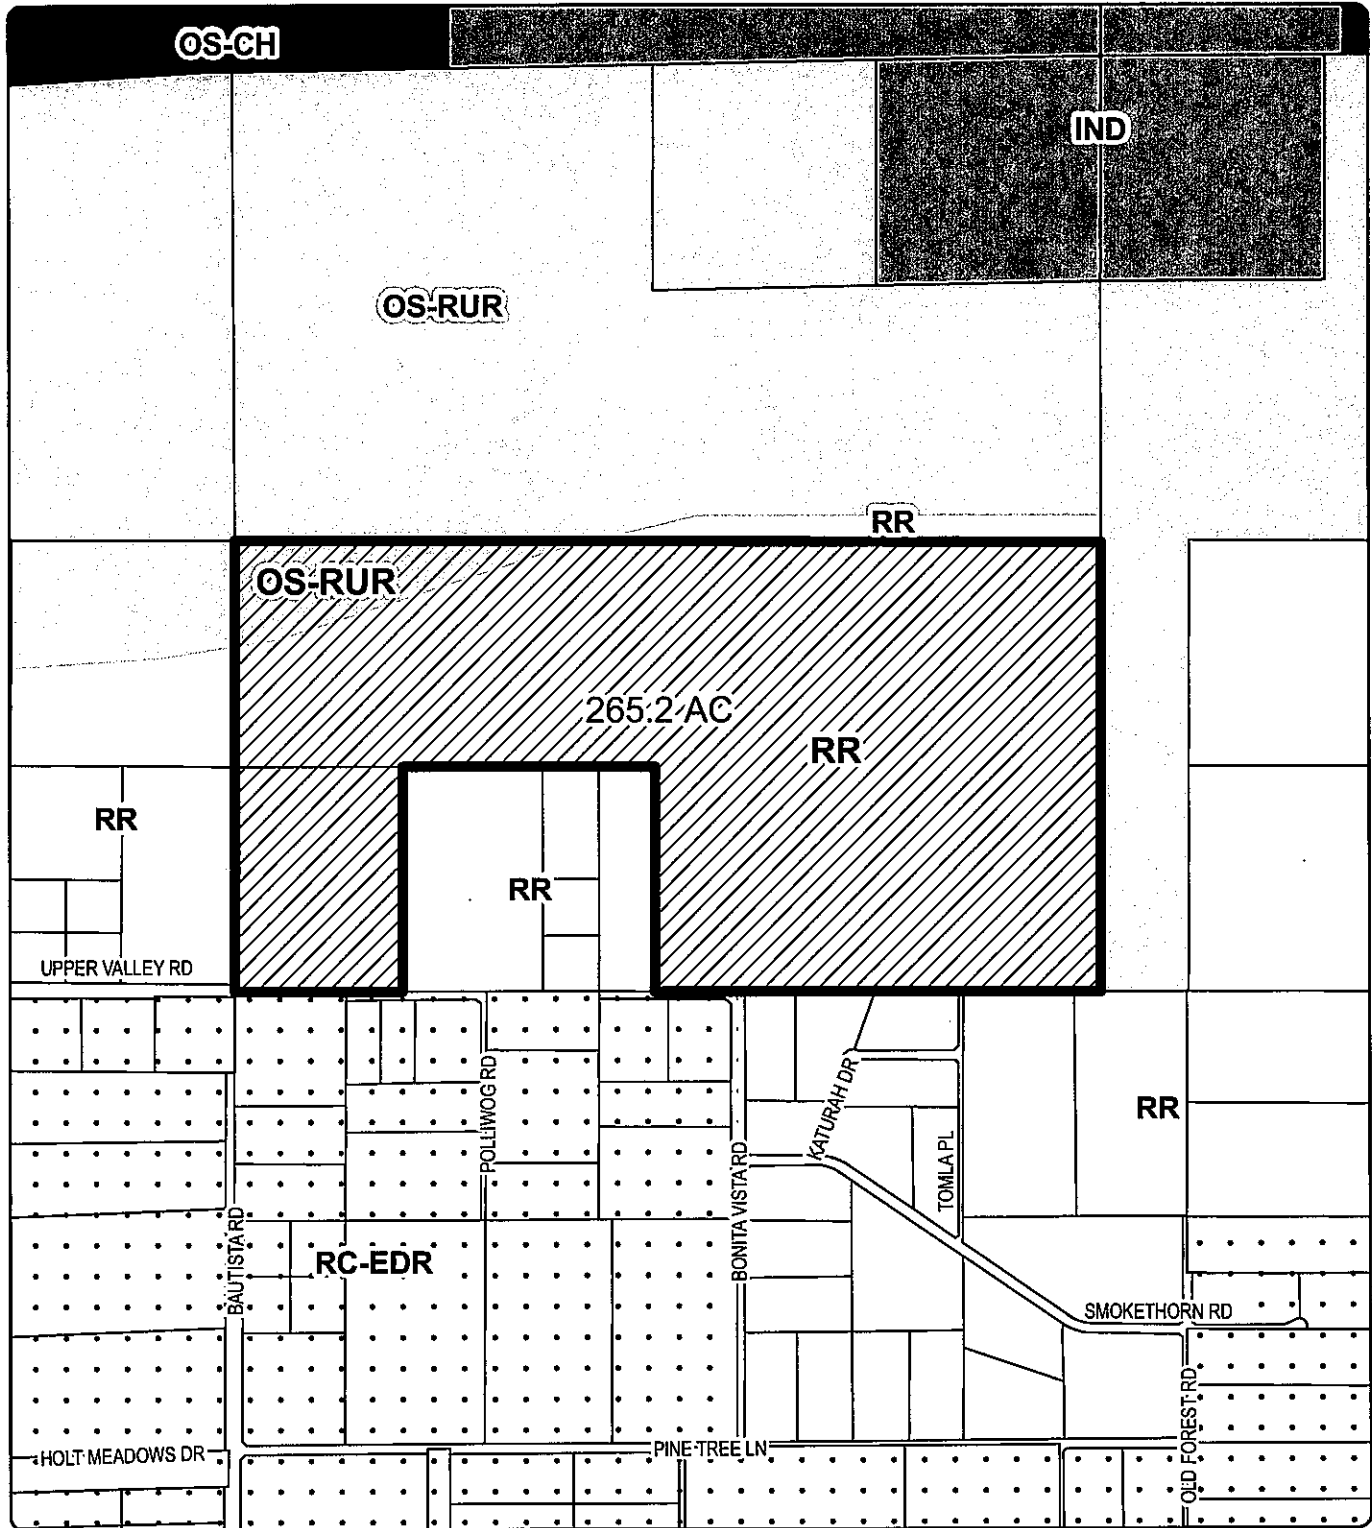 OS-CH
IND
OS-RUR
RR
OS-RUR
265.2 AC
RR
RR
RR
UPPER VALLEY RD
POLLIWOG RD
KATURAH DR
RR
TOMLA PL
BONITA VISTA RD
BAUTISTA RD
RC-EDR
SMOKETHORN RD
OLD FOREST RD
HOLT MEADOWS DR
PINE TREE LN